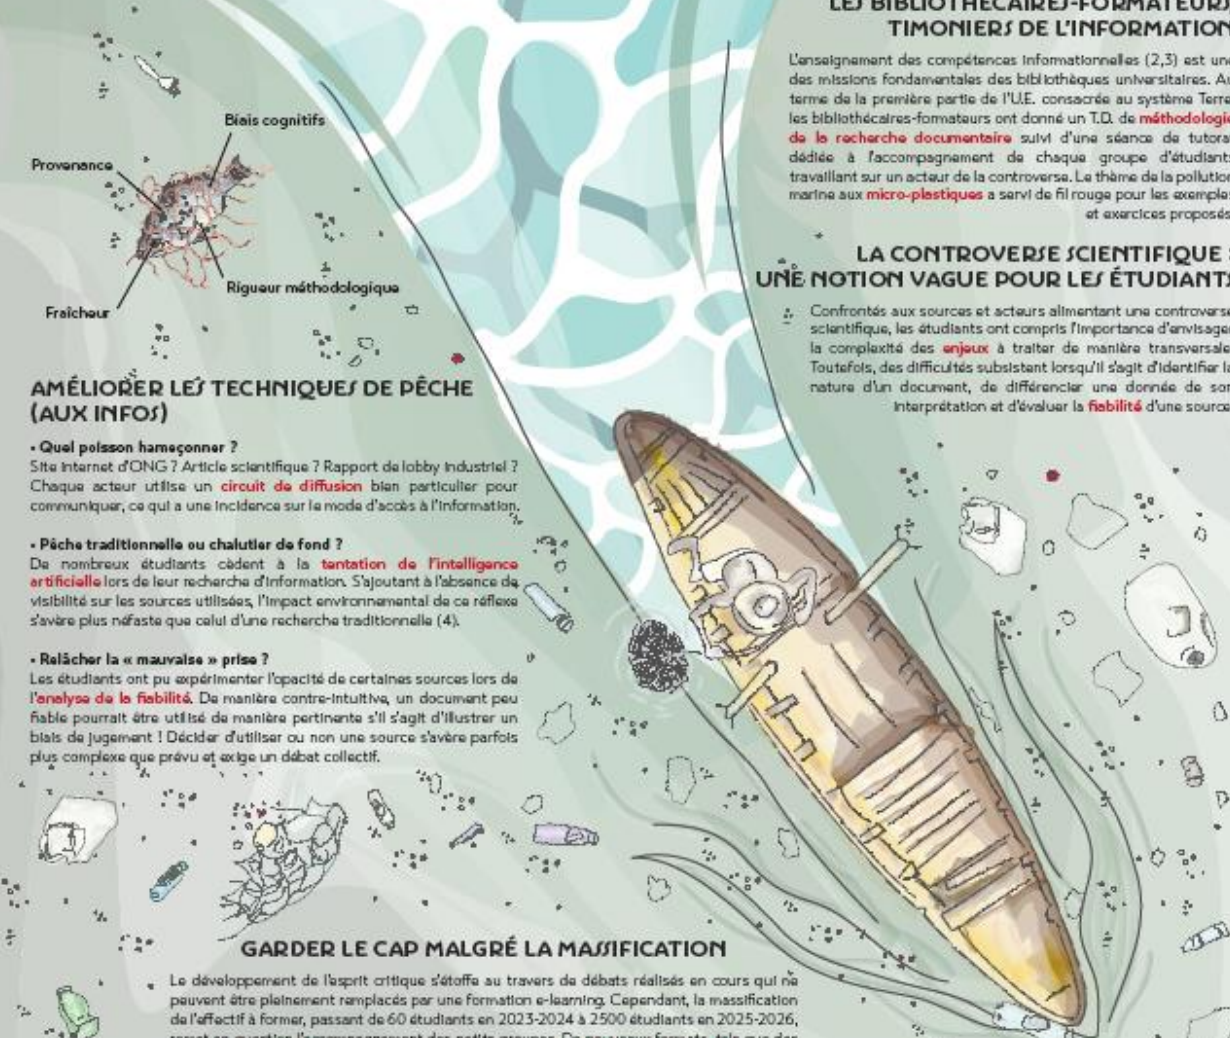 LES BIBLIOTHÉCAIRES-FORMATEURS
TIMONIERS DE L'INFORMATION
L'enseignement des compétences informationnelles (2,3) est une
des missions fondamentales des bibliothèques universitaires. Au
terme de la première partie de l'U.E. consacrée au système Terre
les bibliothécaires-formateurs ont donné un T.D. de méthodologie
de la recherche documentaire suivi d'une séance de tutorat
dédiée à l'accompagnement de chaque groupe d'étudiants
travaillant sur un acteur de la controverse. Le thème de la pollution
marine aux micro-plastiques a servi de fil rouge pour les exemples
et exercices proposés
LA CONTROVERSE SCIENTIFIQUE :
UNE NOTION VAGUE POUR LES ÉTUDIANTS
Confrontés aux sources et acteurs alimentant une controverse
scientifique, les étudiants ont compris l'importance d'envisager
la complexité des enjeux à traiter de manière transversale
Toutefois, des difficultés subsistent lorsqu'il s'agit d'identifier la
nature d'un document, de différencier une donnée de son
interprétation et d'évaluer la fiabilité d'une source
Biais cognitifs
Provenance
Rigueur méthodologique
Fraîcheur
AMÉLIORER LES TECHNIQUES DE PÊCHE
(AUX INFOS)
• Quel poisson hameçonner ?
Site internet d'ONG ? Article scientifique ? Rapport de lobby industriel ?
Chaque acteur utilise un circuit de diffusion bien particulier pour
communiquer, ce qui a une incidence sur le mode d'accès à l'information.
• Pêche traditionnelle ou chalutier de fond ?
De nombreux étudiants cèdent à la tentation de l'intelligence
artificielle lors de leur recherche d'information. S'ajoutant à l'absence de
visibilité sur les sources utilisées, l'impact environnemental de ce réflexe
s'avère plus néfaste que celui d'une recherche traditionnelle (4).
• Relâcher la « mauvaise » prise ?
Les étudiants ont pu expérimenter l'opacité de certaines sources lors de
l'analyse de la fiabilité. De manière contre-intuitive, un document peu
fiable pourrait être utilisé de manière pertinente s'il s'agit d'illustrer un
biais de jugement ! Décider d'utiliser ou non une source s'avère parfois
plus complexe que prévu et exige un débat collectif.
GARDER LE CAP MALGRÉ LA MASSIFICATION
Le développement de l'esprit critique s'étoffe au travers de débats réalisés en cours qui ne
peuvent être pleinement remplacés par une formation e-learning. Cependant, la massification
de l'effectif à former, passant de 60 étudiants en 2023-2024 à 2500 étudiants en 2025-2026,